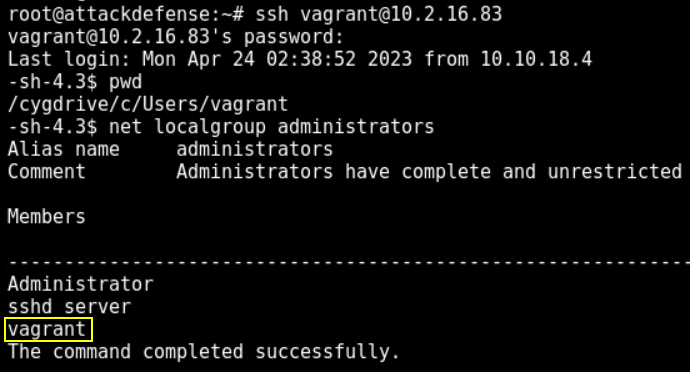 root@attackdefense:~# ssh vagrant@10.2.16.83
vagrant@10.2.16.83's password:
Last login: Mon Apr 24 02:38:52 2023 from 10.10.18.4
-sh-4.3$ pwd
/cygdrive/c/Users/vagrant
-sh-4.3$ net localgroup administrators
Alias name     administrators
Comment        Administrators have complete and unrestricted
Members
-------------------------------------------------------------
Administrator
sshd server
vagrant
The command completed successfully.